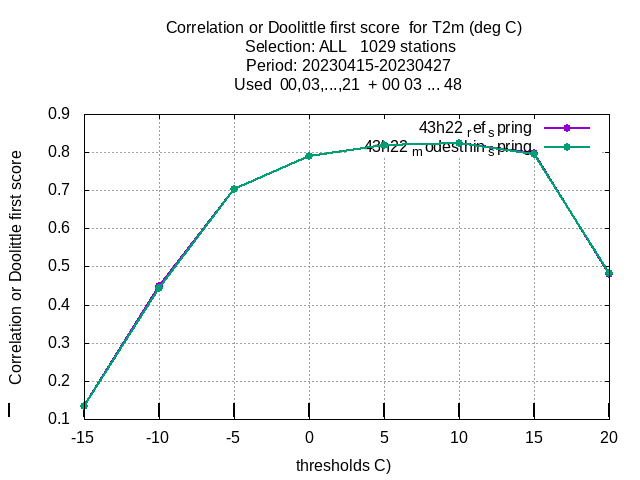 Correlation or Doolittle first score  for T2m (deg C)
Selection: ALL   1029 stations
Period: 20230415-20230427
Used  00,03,...,21  + 00 03 ... 48
Correlation or Doolittle first score
0.9
0.8
0.7
0.6
0.5
0.4
0.3
0.2
0.1
43h22_ref_spring
43h22_modesthin_spring
-15 -10 -5 0 5 10 15 20
thresholds C)